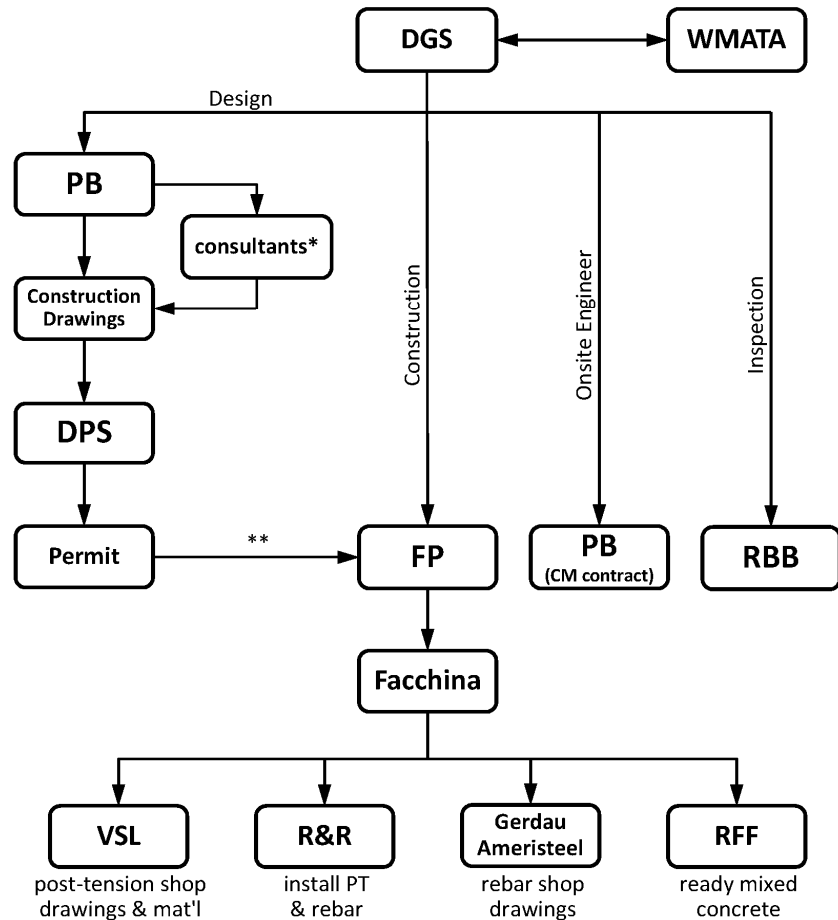 DGS
WMATA
Design
PB
consultants*
Construction
Drawings
Construction
Onsite Engineer
Inspection
DPS
Permit
**
FP
PB
(CM contract)
RBB
Facchina
VSL
R&R
Gerdau
Ameristeel
RFF
post-tension shop
drawings & mat'l
install PT
& rebar
rebar shop
drawings
ready mixed
concrete